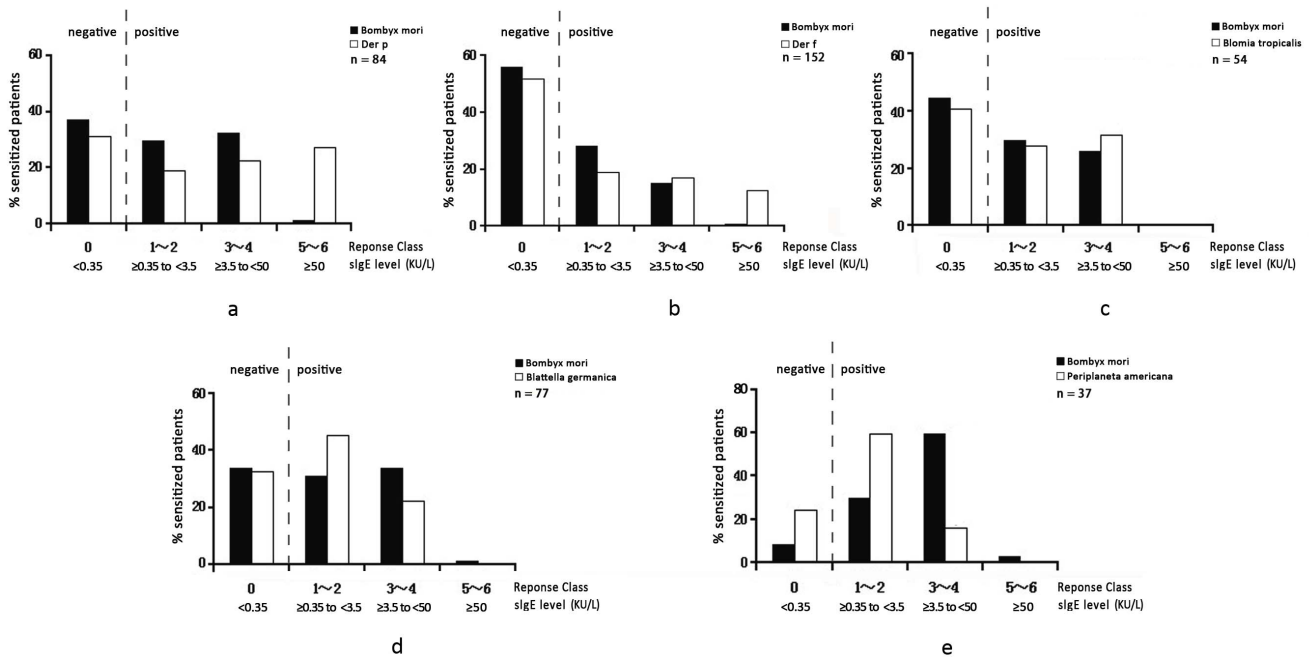 negative positive
Bombyx mori
Der p
n = 84
% sensitized patients
60
40
20
0
0 1～2 3～4 5～6 Reponse Class
<0.35 ≥0.35 to <3.5 ≥3.5 to <50 ≥50 sIgE level (KU/L)
a
negative positive
Bombyx mori
Der f
n = 152
% sensitized patients
60
40
20
0
0 1～2 3～4 5～6 Reponse Class
<0.35 ≥0.35 to <3.5 ≥3.5 to <50 ≥50 sIgE level (KU/L)
b
negative positive
Bombyx mori
Blomia tropicalis
n = 54
% sensitized patients
60
40
20
0
0 1～2 3～4 5～6 Reponse Class
<0.35 ≥0.35 to <3.5 ≥3.5 to <50 ≥50 sIgE level (KU/L)
c
negative positive
Bombyx mori
Blattella germanica
n = 77
% sensitized patients
60
40
20
0
0 1～2 3～4 5～6 Reponse Class
<0.35 ≥0.35 to <3.5 ≥3.5 to <50 ≥50 sIgE level (KU/L)
d
negative positive
Bombyx mori
Periplaneta americana
n = 37
% sensitized patients
80
60
40
20
0
0 1～2 3～4 5～6 Reponse Class
<0.35 ≥0.35 to <3.5 ≥3.5 to <50 ≥50 sIgE level (KU/L)
e